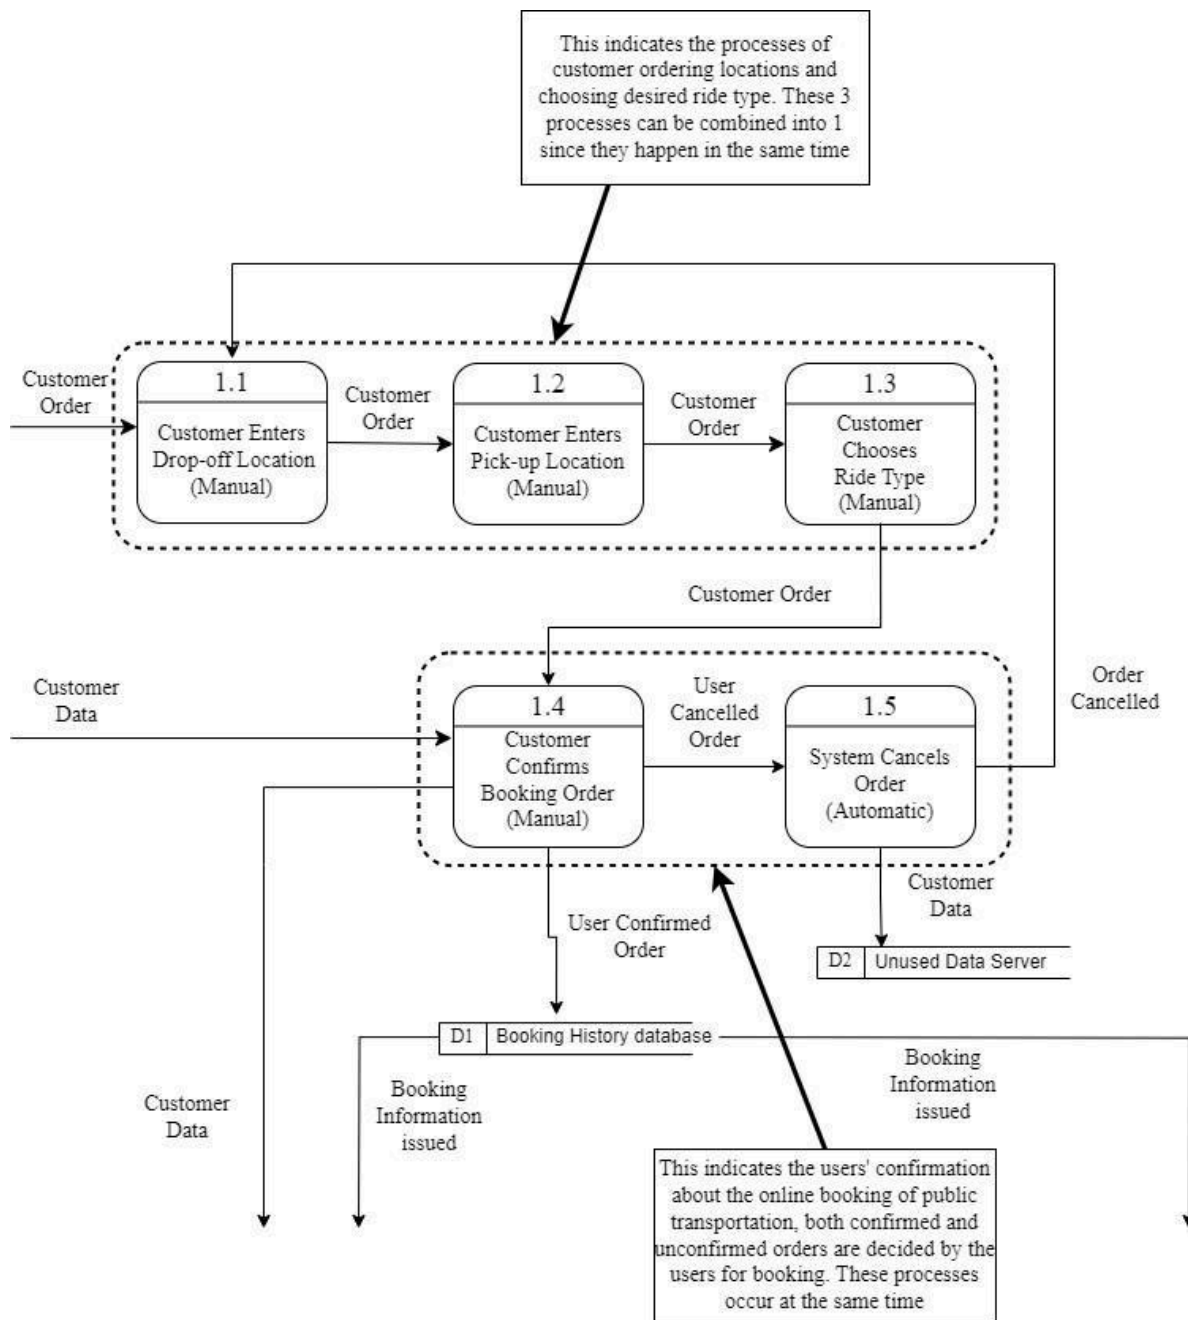 This indicates the processes of
customer ordering locations and
choosing desired ride type. These 3
processes can be combined into 1
since they happen in the same time
Customer
Order
1.1
Customer Enters
Drop-off Location
(Manual)
Customer
Order
1.2
Customer Enters
Pick-up Location
(Manual)
Customer
Order
1.3
Customer
Chooses
Ride Type
(Manual)
Customer Order
Customer
Data
1.4
Customer
Confirms
Booking Order
(Manual)
User
Cancelled
Order
1.5
System Cancels
Order
(Automatic)
Order
Cancelled
User Confirmed
Order
Customer
Data
D2
Unused Data Server
D1
Booking History database
Customer
Data
Booking
Information
issued
Booking
Information
issued
This indicates the users' confirmation
about the online booking of public
transportation, both confirmed and
unconfirmed orders are decided by the
users for booking. These processes
occur at the same time